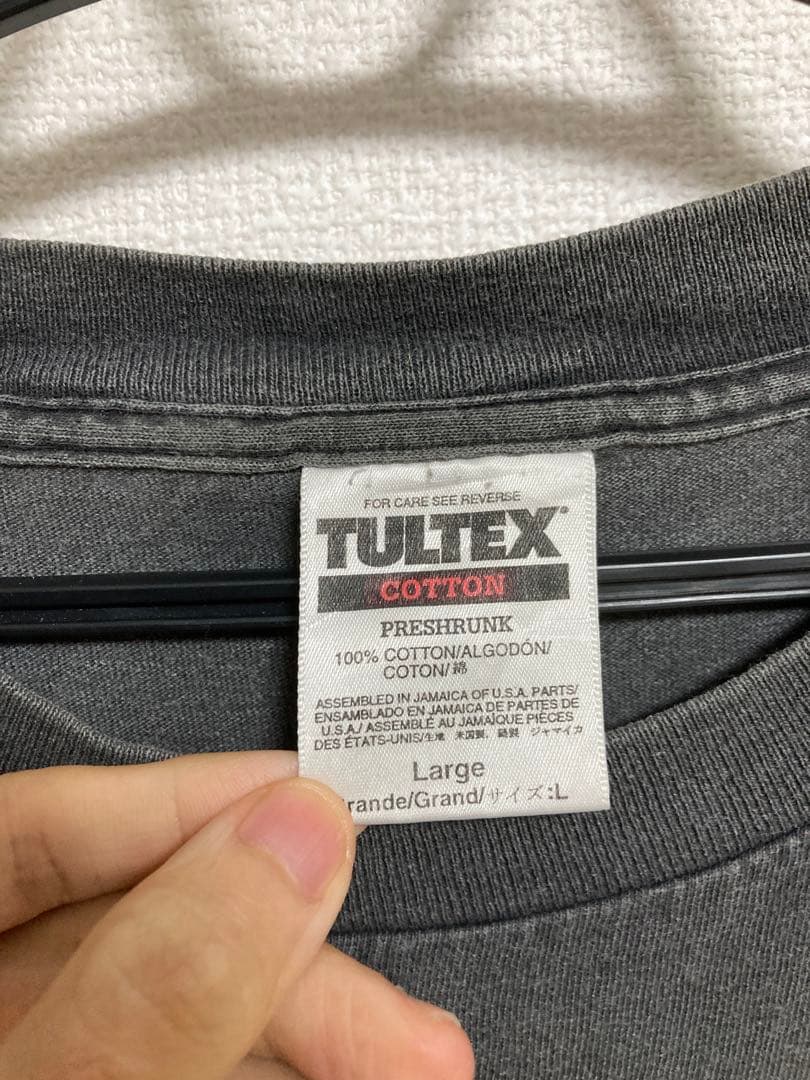 FOR CARE SEE REVERSE
TULTEX®
COTTON
PRESHRUNK
100% COTTON/ALGODÓN/
COTON/綿
ASSEMBLED IN JAMAICA OF U.S.A. PARTS/
ENSAMBLADO EN JAMAICA DE PARTES DE
U.S.A./ ASSEMBLÉ AU JAMAÏQUE PIÈCES
DES ÉTATS-UNIS/生地 米国製, 縫製 ジャマイカ
Large
rande/Grand/サイズ:L